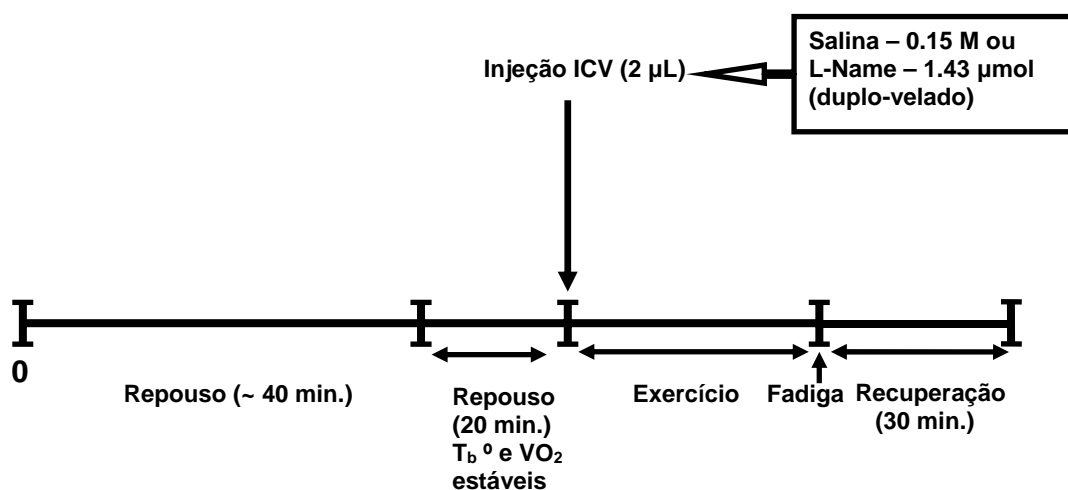 Salina – 0.15 M ou
L-Name – 1.43 µmol
(duplo-velado)
Injeção ICV (2 µL)
0
Repouso (~ 40 min.)
Repouso
(20 min.)
Tb º e VO2
estáveis
Exercício
Fadiga
Recuperação
(30 min.)